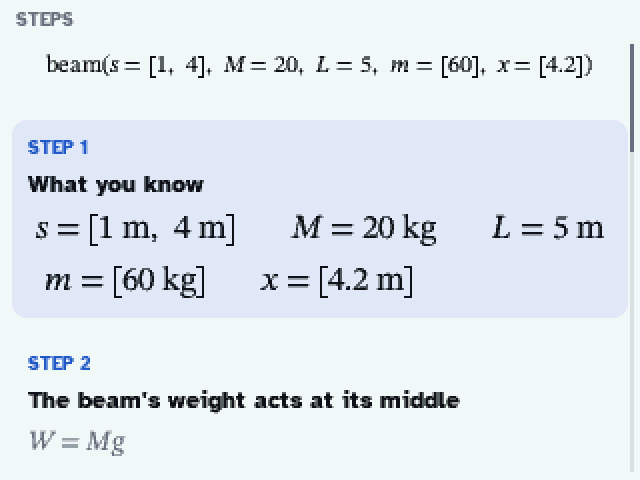 STEPS
beam(s = [1, 4], M = 20, L = 5, m = [60], x = [4.2])
STEP 1
What you know
s = [1 m, 4 m] M = 20 kg L = 5 m
m = [60 kg] x = [4.2 m]
STEP 2
The beam's weight acts at its middle
W = Mg